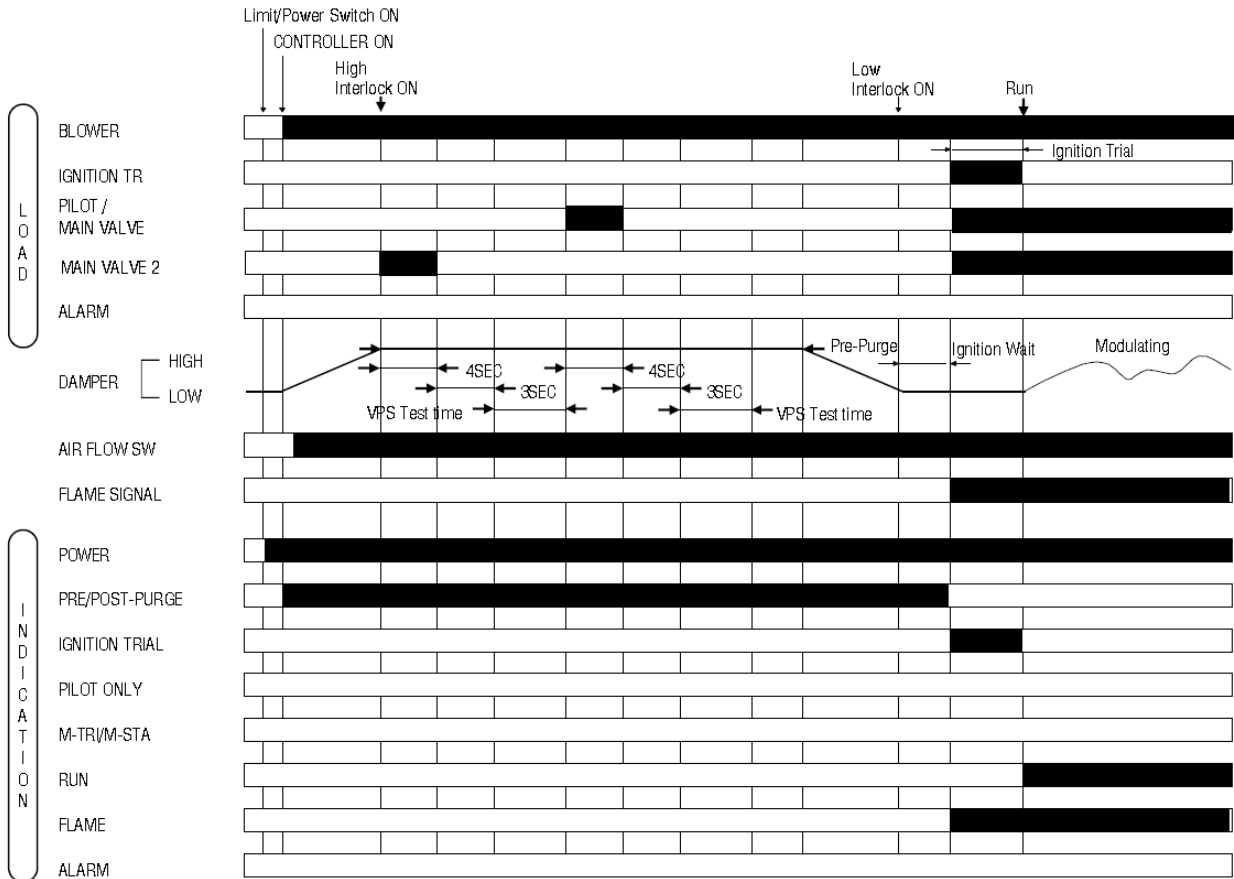 Limit/Power Switch ON
CONTROLLER ON
High
Interlock ON
Low
Interlock ON
Run
LOAD
BLOWER
Ignition Trial
IGNITION TR
PILOT /
MAIN VALVE
MAIN VALVE 2
ALARM
DAMPER
HIGH
LOW
Pre-Purge
Ignition Wait
Modulating
4SEC
4SEC
3SEC
3SEC
VPS Test time
VPS Test time
AIR FLOW SW
FLAME SIGNAL
INDICATION
POWER
PRE/POST-PURGE
IGNITION TRIAL
PILOT ONLY
M-TRI/M-STA
RUN
FLAME
ALARM